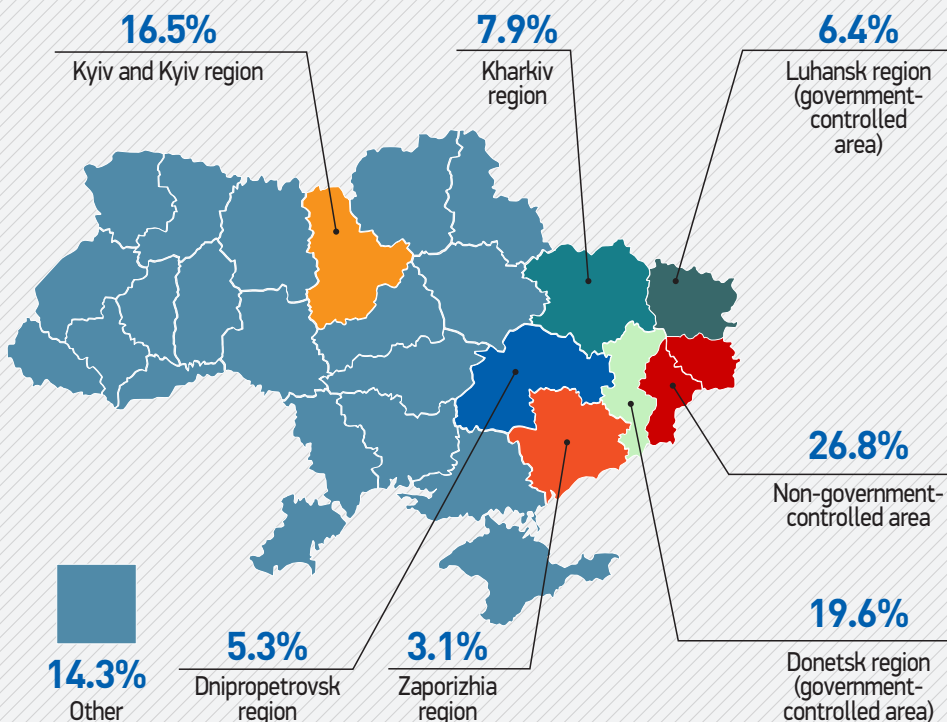 16.5%
Kyiv and Kyiv region
7.9%
Kharkiv
region
6.4%
Luhansk region
(government-
controlled
area)
26.8%
Non-government-
controlled area
19.6%
Donetsk region
(government-
controlled area)
14.3%
Other
5.3%
Dnipropetrovsk
region
3.1%
Zaporizhia
region